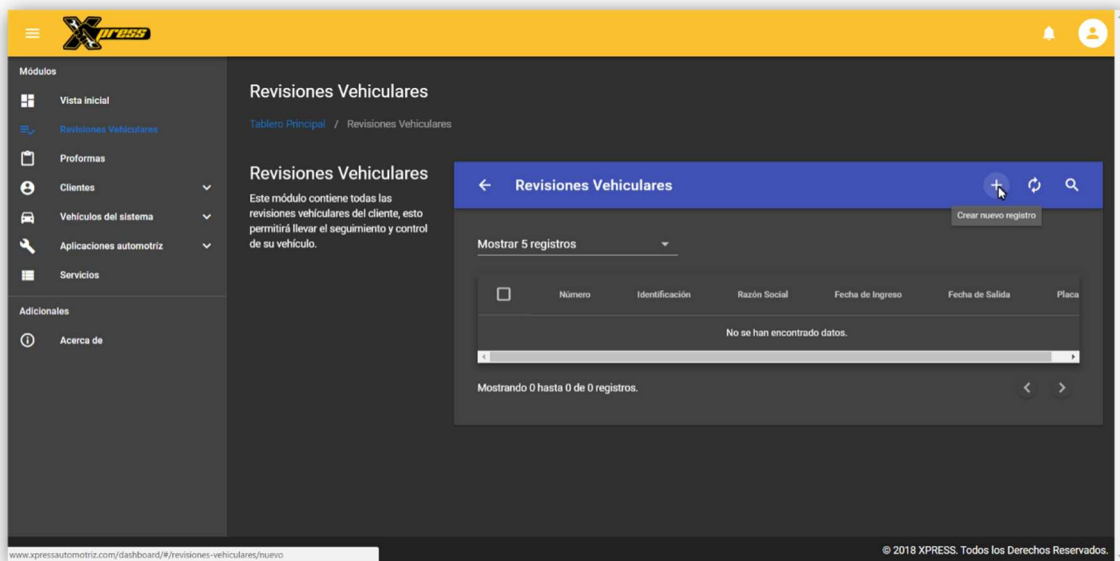 Xpress
Módulos
Vista inicial
Revisiones Vehiculares
Proformas
Clientes
Vehículos del sistema
Aplicaciones automotriz
Servicios
Adicionales
Acerca de
Revisiones Vehiculares
Tablero Principal / Revisiones Vehiculares
Revisiones Vehiculares
Este módulo contiene todas las
revisiones vehículares del cliente, esto
permitirá llevar el seguimiento y control
de su vehículo.
Revisiones Vehiculares
Crear nuevo registro
Mostrar 5 registros
Número Identificación Razón Social Fecha de Ingreso Fecha de Salida Placa
No se han encontrado datos.
Mostrando 0 hasta 0 de 0 registros.
www.xpressautomotriz.com/dashboard/#/revisiones-vehiculares/nuevo
© 2018 XPRESS. Todos los Derechos Reservados.